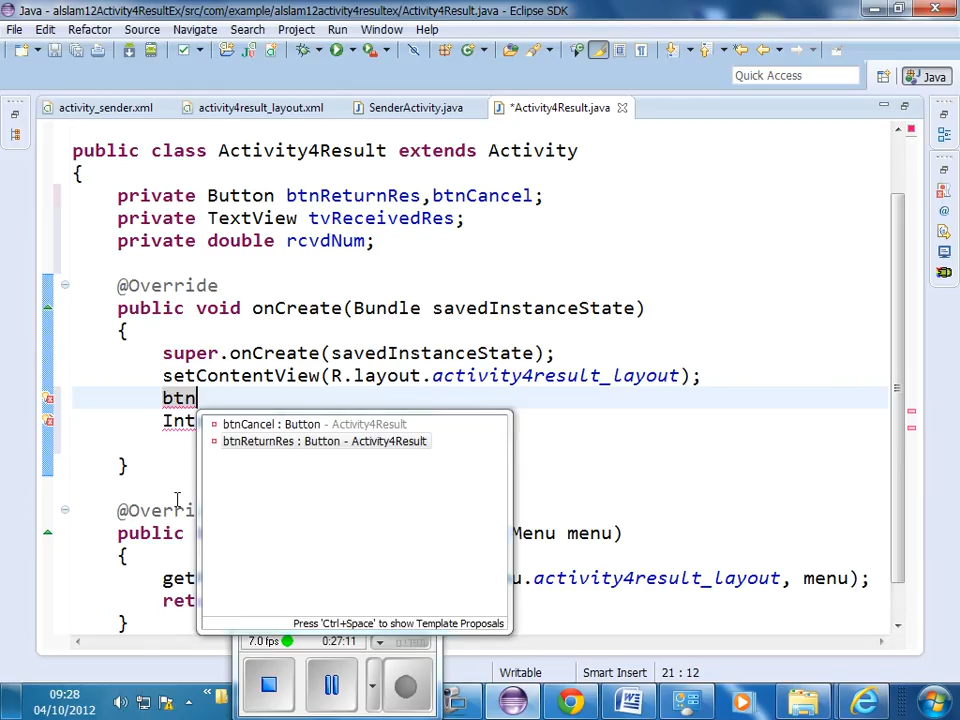 Java - alslam12Activity4ResultEx/src/com/example/alslam12activity4resultex/Activity4Result.java - Eclipse SDK
File Edit Refactor Source Navigate Search Project Run Window Help
Quick Access
Java
activity_sender.xml
activity4result_layout.xml
SenderActivity.java
*Activity4Result.java
public class Activity4Result extends Activity
{
private Button btnReturnRes,btnCancel;
private TextView tvReceivedRes;
private double rcvdNum;
@Override
public void onCreate(Bundle savedInstanceState)
{
super.onCreate(savedInstanceState);
setContentView(R.layout.activity4result_layout);
btn
Int
btnCancel : Button - Activity4Result
btnReturnRes : Button - Activity4Result
}
@Overri
public Menu menu)
{
get u.activity4result_layout, menu);
ret
}
Press 'Ctrl+Space' to show Template Proposals
7.0 fps 0:27:11
Writable
Smart Insert
21 : 12
09:28
04/10/2012